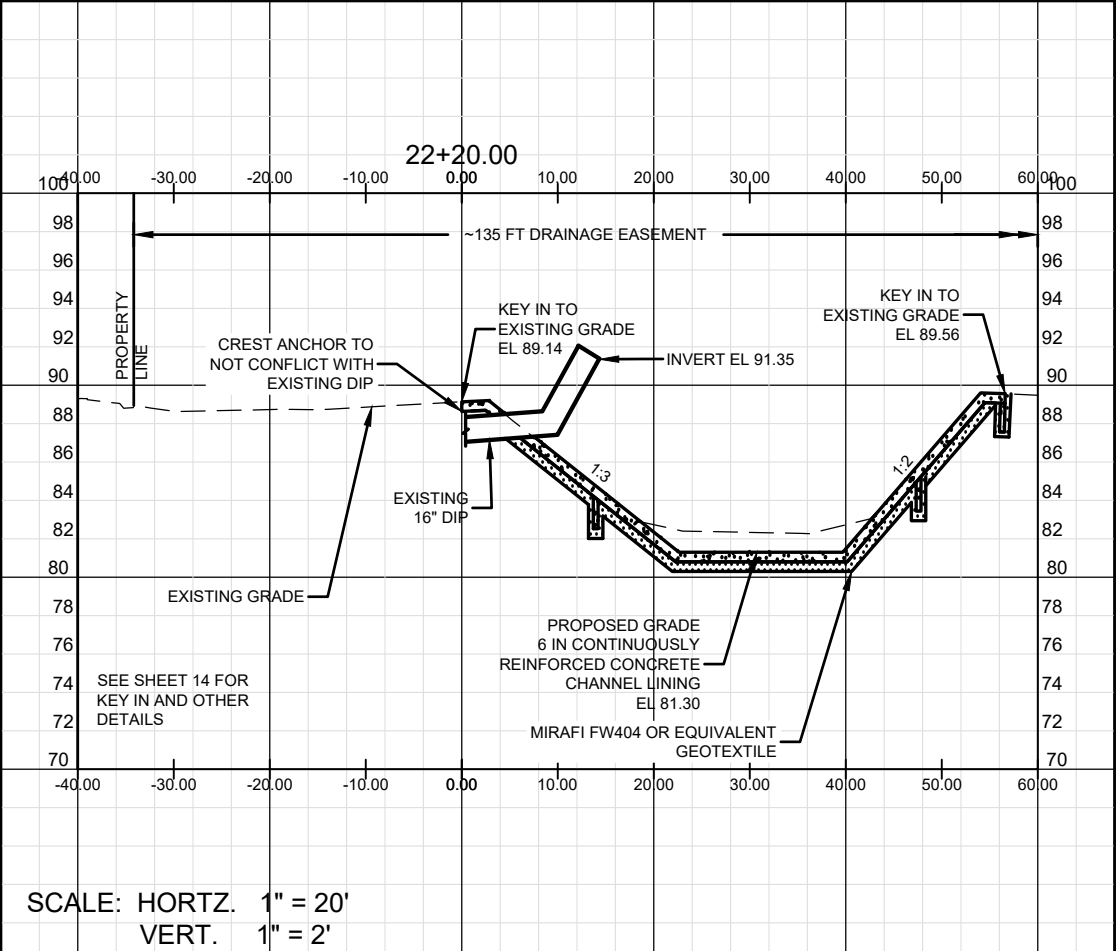 22+20.00
-40.00 -30.00 -20.00 -10.00 0.00 10.00 20.00 30.00 40.00 50.00 60.00
100 100
98 98
~135 FT DRAINAGE EASEMENT
96 96
94 94
92 92
90 90
88 88
86 86
84 84
82 82
80 80
78 78
76 76
74 74
72 72
70 70
PROPERTY
LINE
CREST ANCHOR TO
NOT CONFLICT WITH
EXISTING DIP
KEY IN TO
EXISTING GRADE
EL 89.14
INVERT EL 91.35
KEY IN TO
EXISTING GRADE
EL 89.56
1:3
1:2
EXISTING
16" DIP
EXISTING GRADE
PROPOSED GRADE
6 IN CONTINUOUSLY
REINFORCED CONCRETE
CHANNEL LINING
EL 81.30
MIRAFI FW404 OR EQUIVALENT
GEOTEXTILE
SEE SHEET 14 FOR
KEY IN AND OTHER
DETAILS
-40.00 -30.00 -20.00 -10.00 0.00 10.00 20.00 30.00 40.00 50.00 60.00
SCALE: HORTZ. 1" = 20'
VERT. 1" = 2'